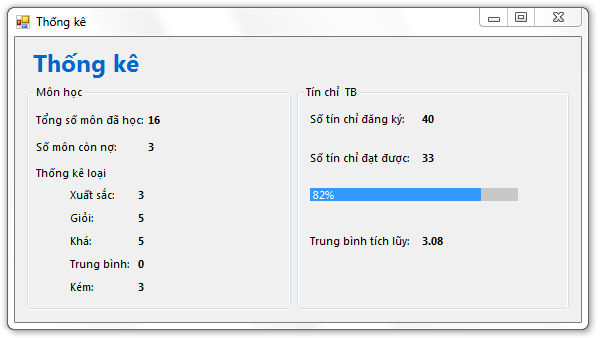 Thống kê
Thống kê
Môn học
Tổng số môn đã học: 16
Số môn còn nợ: 3
Thống kê loại
Xuất sắc: 3
Giỏi: 5
Khá: 5
Trung bình: 0
Kém: 3
Tín chỉ TB
Số tín chỉ đăng ký: 40
Số tín chỉ đạt được: 33
82%
Trung bình tích lũy: 3.08